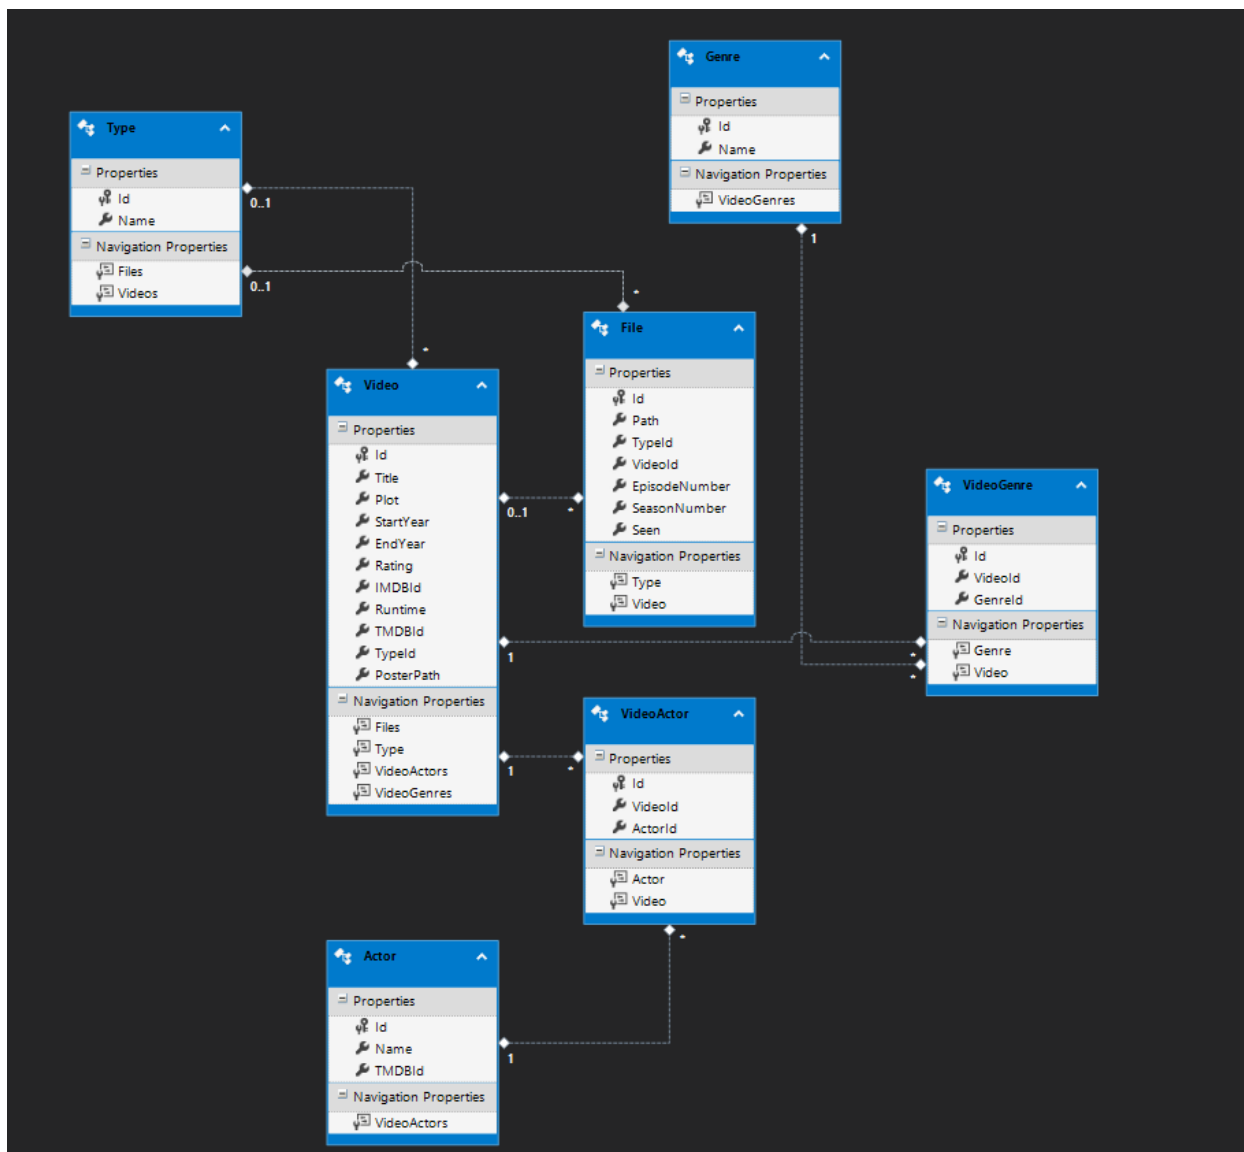 Genre
Properties
Id
Name
Navigation Properties
VideoGenres
1
Type
Properties
Id
Name
Navigation Properties
Files
Videos
0..1
0..1
*
*
File
Properties
Id
Path
TypeId
VideoId
EpisodeNumber
SeasonNumber
Seen
Navigation Properties
Type
Video
Video
Properties
Id
Title
Plot
StartYear
EndYear
Rating
IMDBId
Runtime
TMDBId
TypeId
PosterPath
Navigation Properties
Files
Type
VideoActors
VideoGenres
0..1
*
1
*
*
1
*
VideoGenre
Properties
Id
VideoId
GenreId
Navigation Properties
Genre
Video
VideoActor
Properties
Id
VideoId
ActorId
Navigation Properties
Actor
Video
*
Actor
Properties
Id
Name
TMDBId
Navigation Properties
VideoActors
1